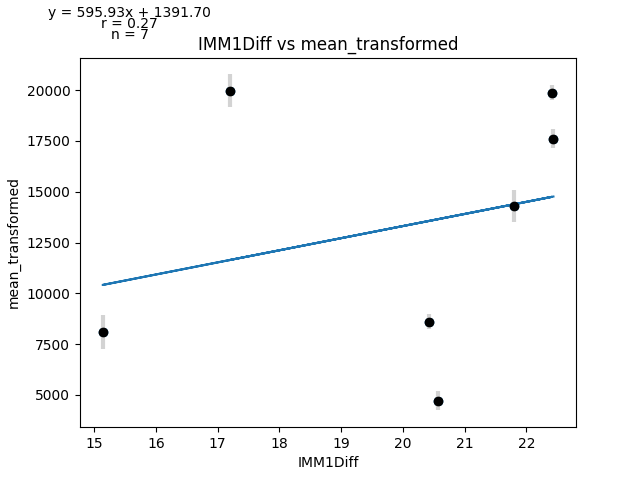 y = 595.93x + 1391.70
r = 0.27
n = 7
IMM1Diff vs mean_transformed
20000
17500
15000
12500
10000
7500
5000
mean_transformed
15 16 17 18 19 20 21 22
IMM1Diff